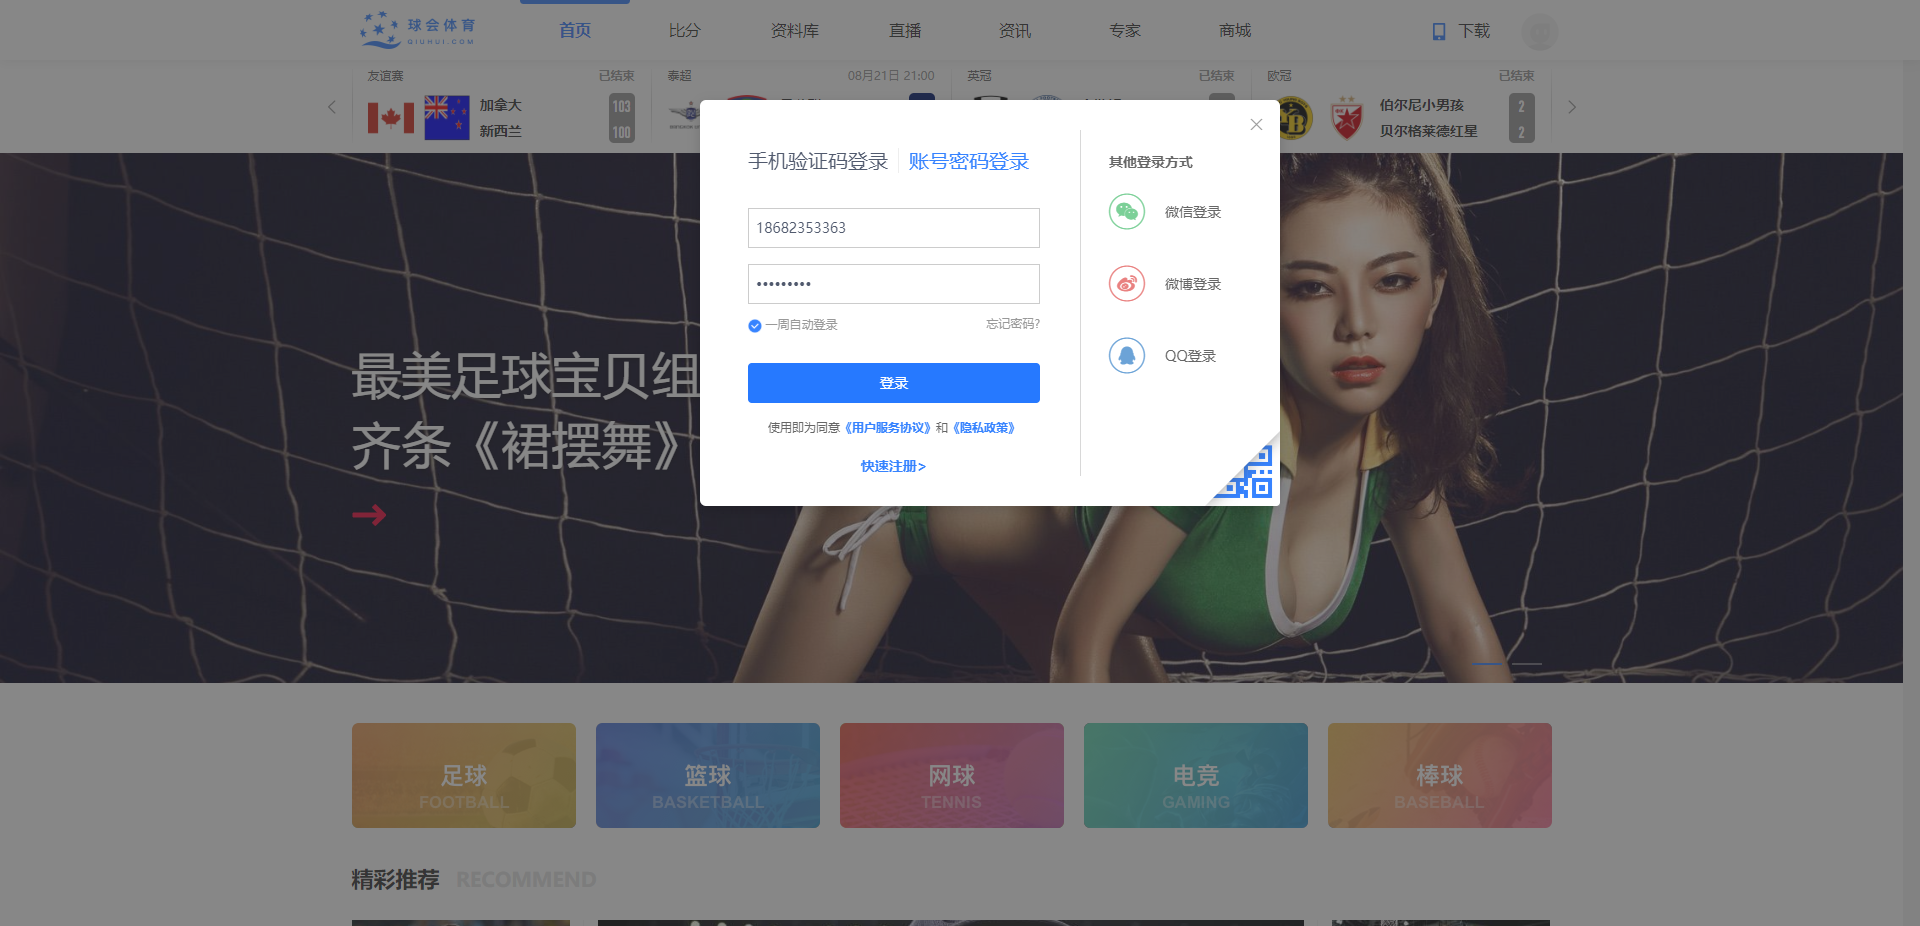 球会体育
QIUHUI.COM
首页
比分
资料库
直播
资讯
专家
商城
下载
友谊赛
已结束
加拿大
103
新西兰
100
泰超
08月21日 21:00
英冠
已结束
欧冠
已结束
伯尔尼小男孩
2
贝尔格莱德红星
2
手机验证码登录
账号密码登录
18682353363
•••••••••
一周自动登录
忘记密码?
登录
使用即为同意《用户服务协议》和《隐私政策》
快速注册>
其他登录方式
微信登录
微博登录
QQ登录
最美足球宝贝组
齐条《裙摆舞》
足球
FOOTBALL
篮球
BASKETBALL
网球
TENNIS
电竞
GAMING
棒球
BASEBALL
精彩推荐
RECOMMEND